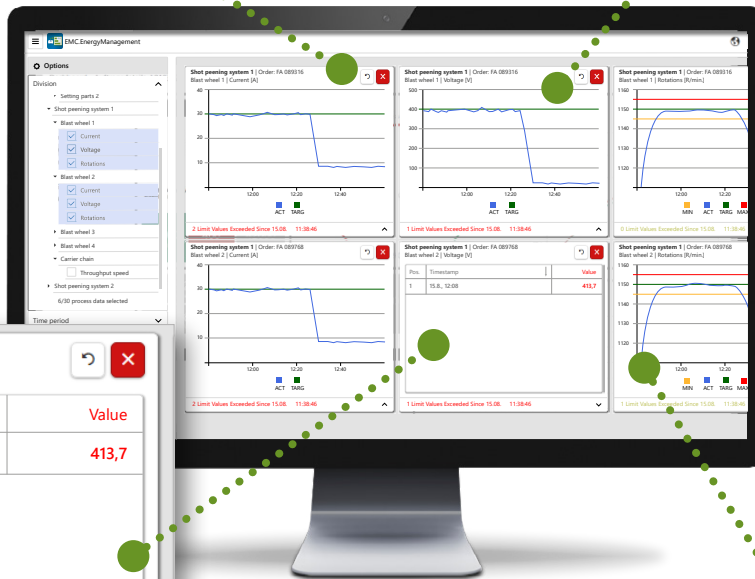 EMC.EnergyManagement
Options
Division
Setting parts 2
Shot peening system 1
Blast wheel 1
Current
Voltage
Rotations
Blast wheel 2
Current
Voltage
Rotations
Blast wheel 3
Blast wheel 4
Carrier chain
Throughput speed
Shot peening system 2
6/30 process data selected
Time period
Shot peening system 1 | Order: FA 089316
Blast wheel 1 | Current [A]
40
30
20
10
12:00 12:20 12:40
ACT TARG
2 Limit Values Exceeded Since 15.08. 11:38:46
Shot peening system 1 | Order: FA 089316
Blast wheel 1 | Voltage [V]
500
400
300
200
100
12:00 12:20 12:40
ACT TARG
1 Limit Values Exceeded Since 15.08. 11:38:46
Shot peening system 1 | Order: FA 089316
Blast wheel 1 | Rotations [R/min]
1160
1150
1140
1130
1120
12:00 12:20
MIN ACT TARG MAX
0 Limit Values Exceeded Since 15.08. 11:38:46
Shot peening system 1 | Order: FA 089768
Blast wheel 2 | Current [A]
40
30
20
10
12:00 12:20 12:40
ACT TARG
2 Limit Values Exceeded Since 15.08. 11:38:46
Shot peening system 1 | Order: FA 089768
Blast wheel 2 | Voltage [V]
Pos. Timestamp Value
1 15.8., 12:08 413,7
1 Limit Values Exceeded Since 15.08. 11:38:46
Shot peening system 1 | Order: FA 089768
Blast wheel 2 | Rotations [R/min]
1160
1150
1140
1130
1120
12:00 12:20
MIN ACT TARG MAX
1 Limit Values Exceeded Since 15.08. 11:38:46
Value
413,7